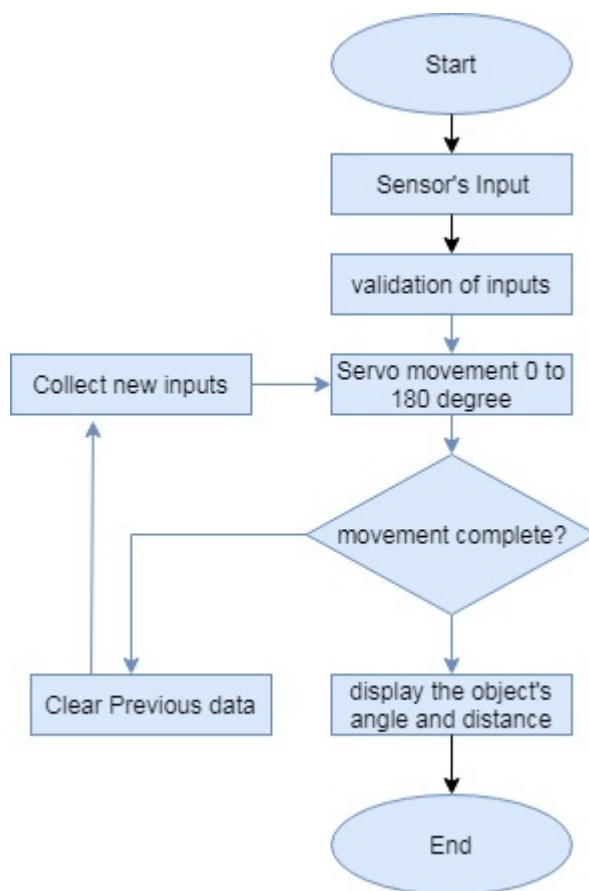 Start
Sensor's Input
validation of inputs
Collect new inputs
Servo movement 0 to
180 degree
movement complete?
Clear Previous data
display the object's
angle and distance
End